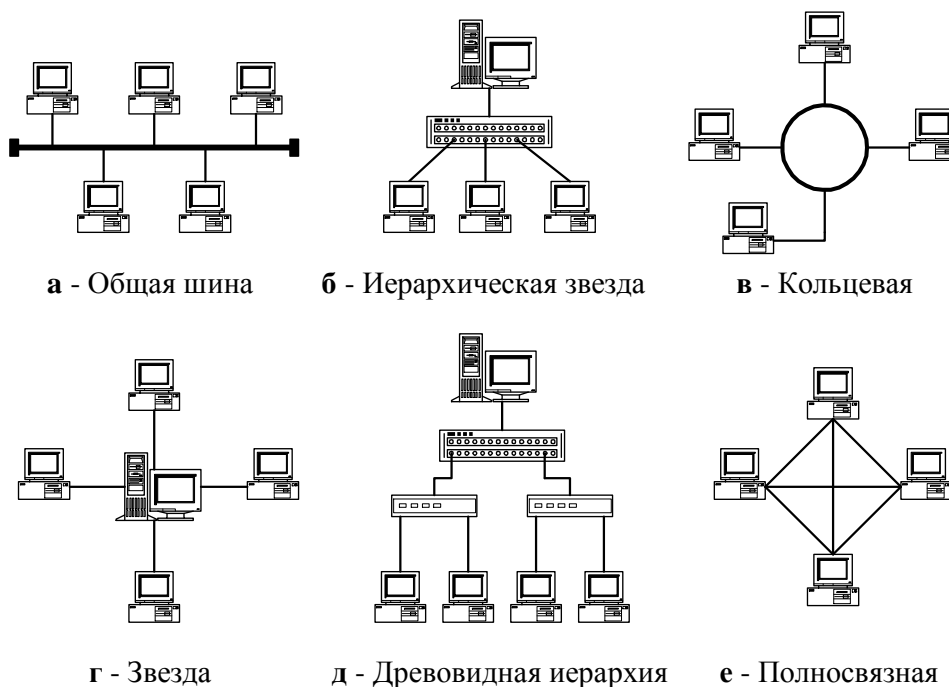 а - Общая шина
б - Иерархическая звезда
в - Кольцевая
г - Звезда
д - Древовидная иерархия
е - Полносвязная